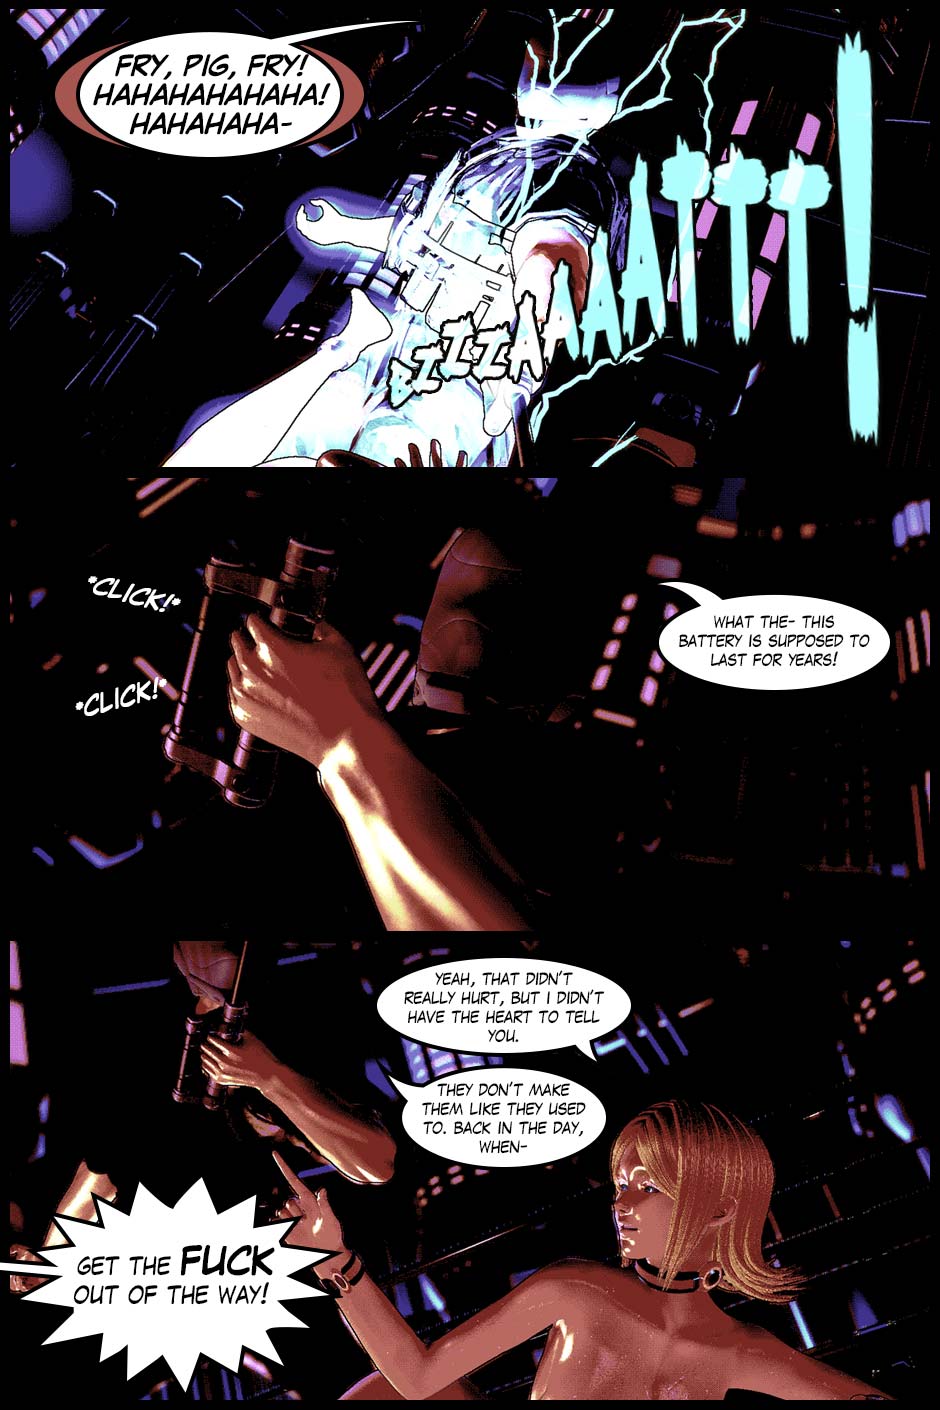 FRY, PIG, FRY!
HAHAHAHAHAHA!
HAHAHAHA-
BIIIAAAAATTT!
*CLICK!*
*CLICK!*
WHAT THE- THIS
BATTERY IS SUPPOSED TO
LAST FOR YEARS!
YEAH, THAT DIDN'T
REALLY HURT, BUT I DIDN'T
HAVE THE HEART TO TELL
YOU.
THEY DON'T MAKE
THEM LIKE THEY USED
TO. BACK IN THE DAY,
WHEN-
GET THE FUCK
OUT OF THE WAY!